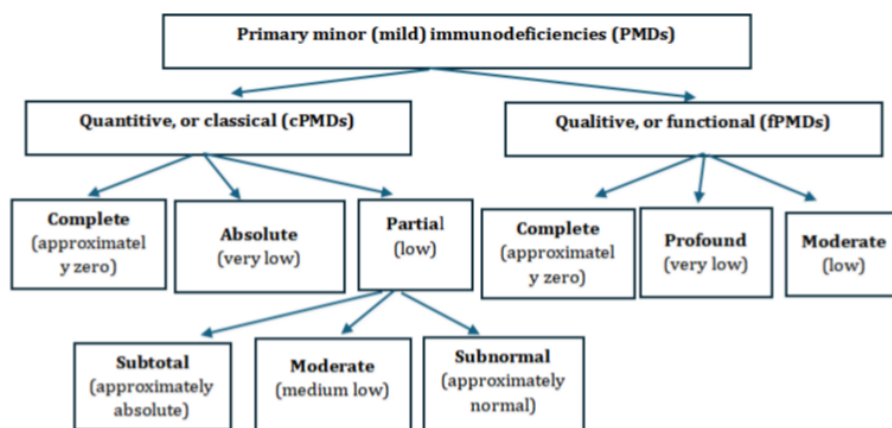 Primary minor (mild) immunodeficiencies (PMDs)
Quantitive, or classical (cPMDs)
Qualitive, or functional (fPMDs)
Complete
(approximatel
y zero)
Absolute
(very low)
Partial
(low)
Complete
(approximatel
y zero)
Profound
(very low)
Moderate
(low)
Subtotal
(approximately
absolute)
Moderate
(medium low)
Subnormal
(approximately
normal)